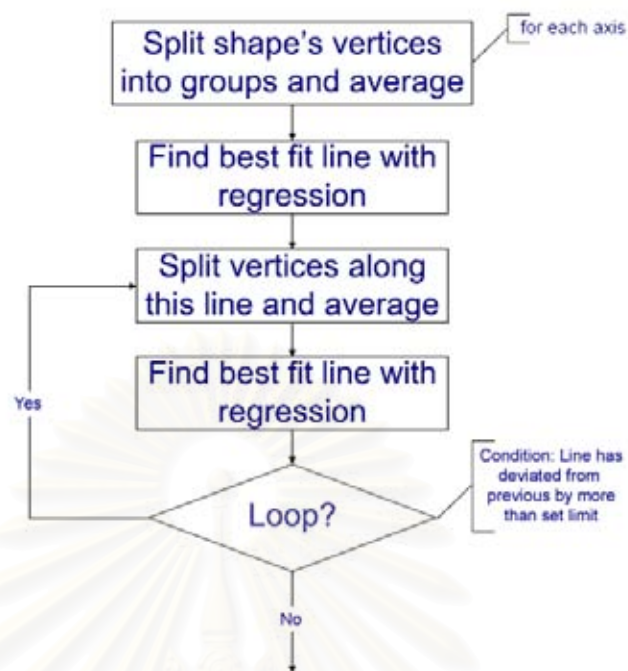 Split shape's vertices
into groups and average
for each axis
Find best fit line with
regression
Split vertices along
this line and average
Find best fit line with
regression
Yes
Condition: Line has
deviated from
previous by more
than set limit
Loop?
No